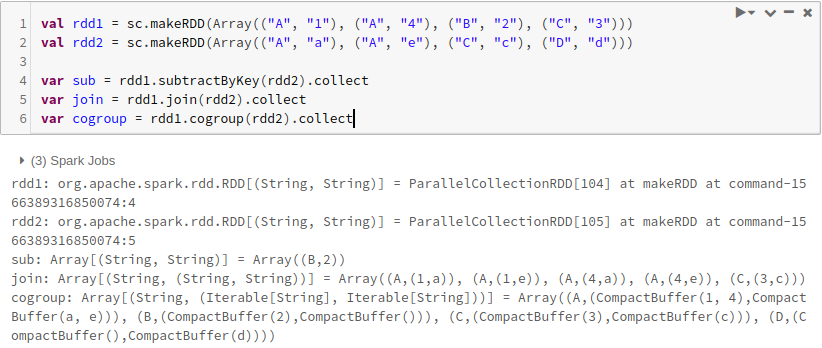 1 val rdd1 = sc.makeRDD(Array(("A", "1"), ("A", "4"), ("B", "2"), ("C", "3")))
2 val rdd2 = sc.makeRDD(Array(("A", "a"), ("A", "e"), ("C", "c"), ("D", "d")))
3
4 var sub = rdd1.subtractByKey(rdd2).collect
5 var join = rdd1.join(rdd2).collect
6 var cogroup = rdd1.cogroup(rdd2).collect
(3) Spark Jobs
rdd1: org.apache.spark.rdd.RDD[(String, String)] = ParallelCollectionRDD[104] at makeRDD at command-15
66389316850074:4
rdd2: org.apache.spark.rdd.RDD[(String, String)] = ParallelCollectionRDD[105] at makeRDD at command-15
66389316850074:5
sub: Array[(String, String)] = Array((B,2))
join: Array[(String, (String, String))] = Array((A,(1,a)), (A,(1,e)), (A,(4,a)), (A,(4,e)), (C,(3,c)))
cogroup: Array[(String, (Iterable[String], Iterable[String]))] = Array((A,(CompactBuffer(1, 4),Compact
Buffer(a, e))), (B,(CompactBuffer(2),CompactBuffer())), (C,(CompactBuffer(3),CompactBuffer(c))), (D,(C
ompactBuffer(),CompactBuffer(d))))